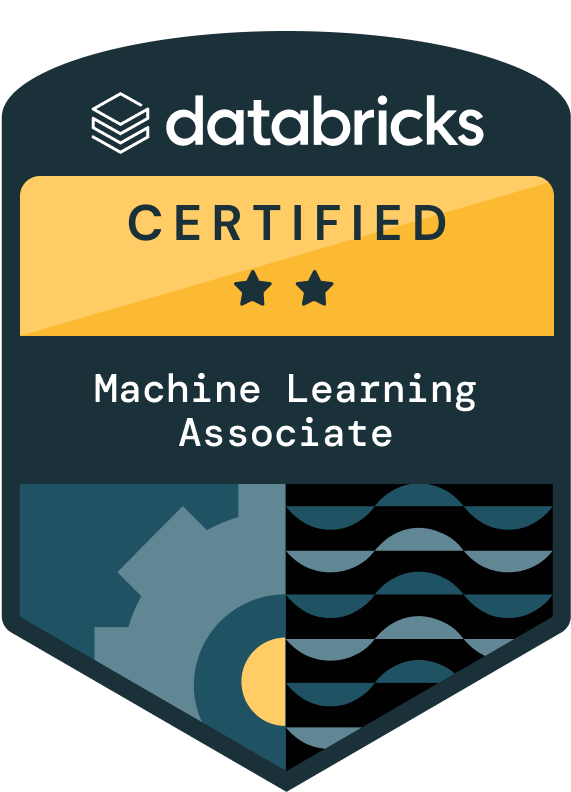 databricks
CERTIFIED
Machine Learning
Associate